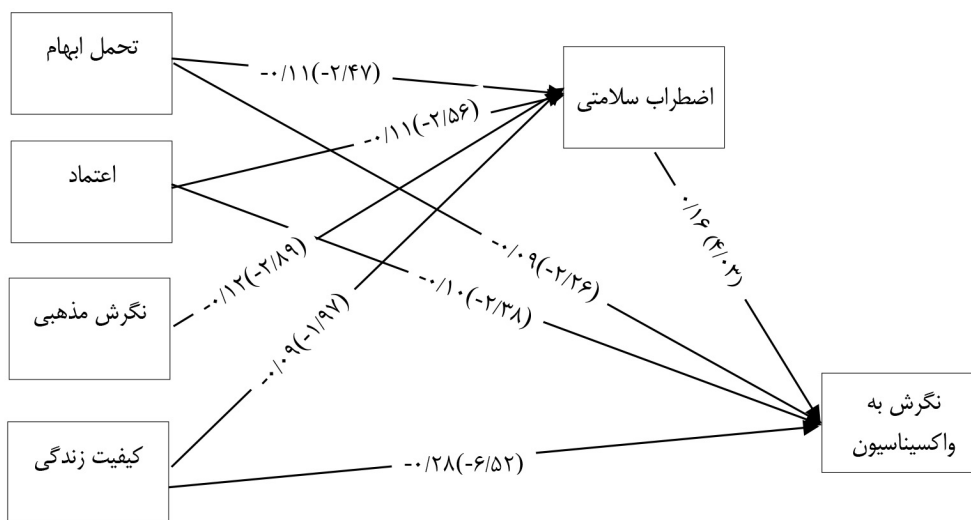 تحمل ابهام
-۰/۱۱(-۲/۴۷)
اضطراب سلامتی
-۰/۱۱(-۲/۵۶)
اعتماد
۰/۱۶ (۴/۰۳)
-۰/۰۹(-۲/۲۶)
-۰/۱۲(-۲/۸۹)
-۰/۱۰(-۲/۳۸)
نگرش مذهبی
-۰/۰۹(-۱/۹۷)
نگرش به
واکسیناسیون
کیفیت زندگی
-۰/۲۸(-۶/۵۲)